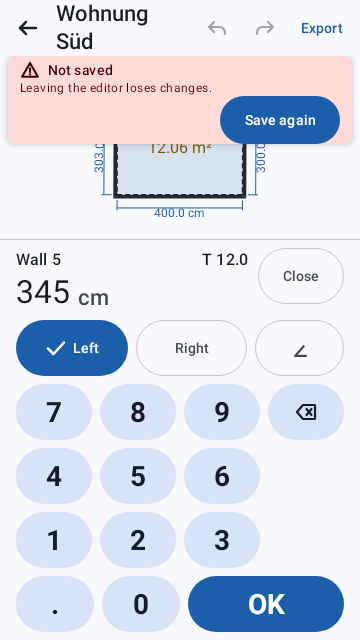 Wohnung
Süd
Export
Not saved
Leaving the editor loses changes.
Save again
12.06 m²
303.
300.
400.0 cm
Wall 5
T 12.0
345 cm
Close
Left
Right
7
8
9
4
5
6
1
2
3
.
0
OK